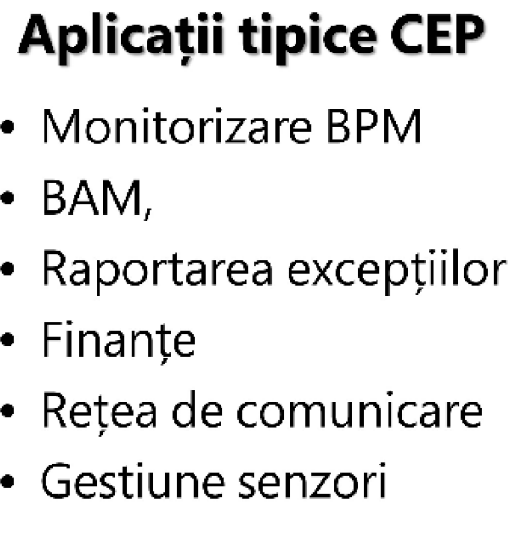 Aplicații tipice CEP
• Monitorizare BPM
• BAM,
• Raportarea excepțiilor
• Finanțe
• Rețea de comunicare
• Gestiune senzori